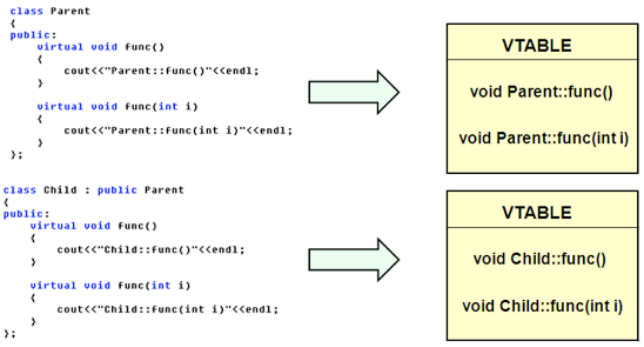 class Parent
{
public:
virtual void func()
{
cout<<"Parent::func()"<<endl;
}
virtual void func(int i)
{
cout<<"Parent::func(int i)"<<endl;
}
};
VTABLE
void Parent::func()
void Parent::func(int i)
class Child : public Parent
{
public:
virtual void func()
{
cout<<"Child::func()"<<endl;
}
virtual void func(int i)
{
cout<<"Child::func(int i)"<<endl;
}
};
VTABLE
void Child::func()
void Child::func(int i)